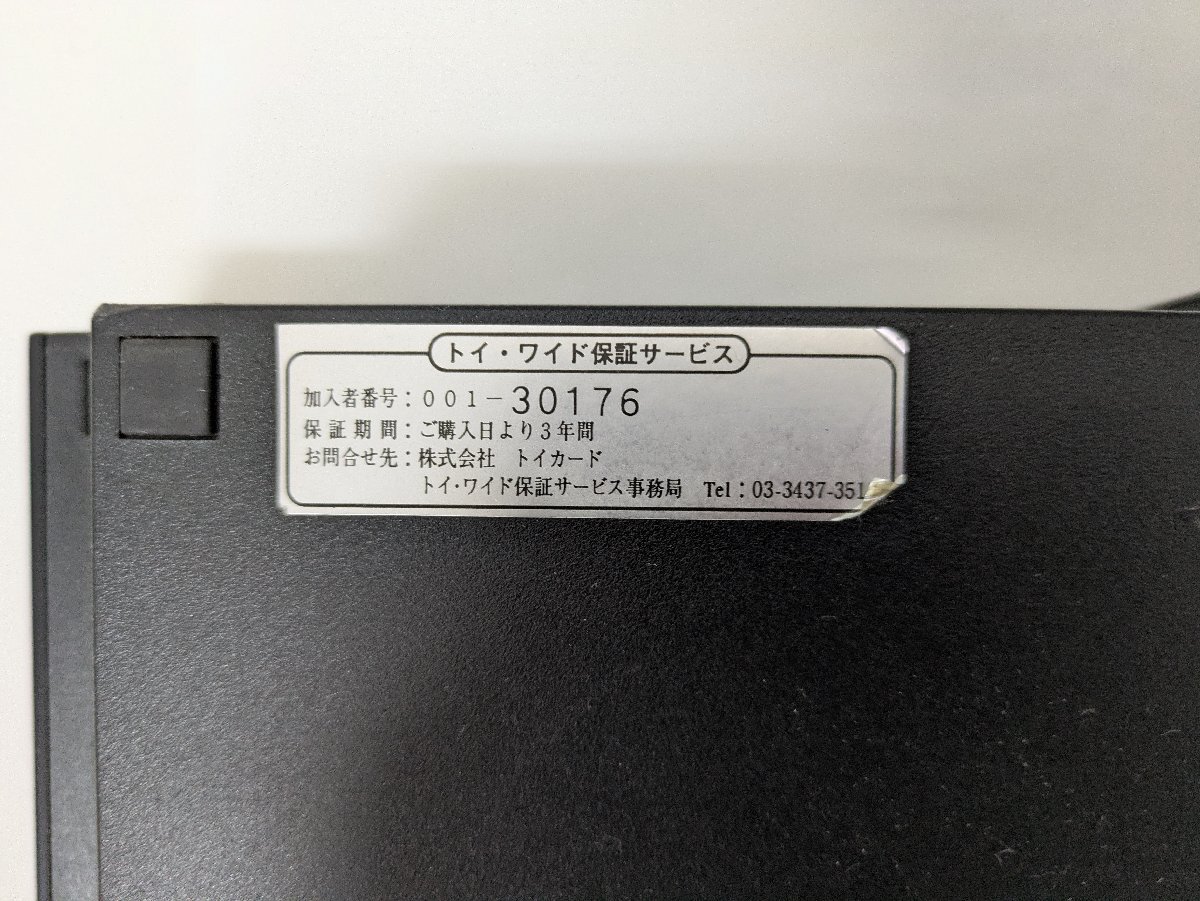 トイ・ワイド保証サービス
加入者番号：００１－30176
保証期間：ご購入日より３年間
お問合せ先：株式会社　トイカード
トイ・ワイド保証サービス事務局　Tel：03-3437-351